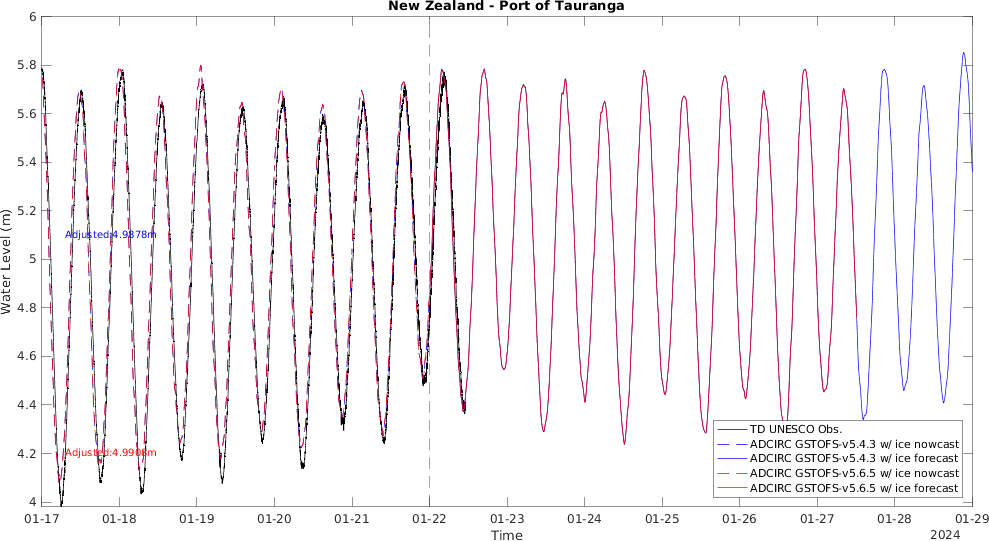 New Zealand - Port of Tauranga
6
5.8
5.6
5.4
5.2
5
4.8
4.6
4.4
4.2
4
Water Level (m)
Adjusted:4.9878m
Adjusted:4.9908m
TD UNESCO Obs.
ADCIRC GSTOFS-v5.4.3 w/ ice nowcast
ADCIRC GSTOFS-v5.4.3 w/ ice forecast
ADCIRC GSTOFS-v5.6.5 w/ ice nowcast
ADCIRC GSTOFS-v5.6.5 w/ ice forecast
01-17 01-18 01-19 01-20 01-21 01-22 01-23 01-24 01-25 01-26 01-27 01-28 01-29
Time
2024